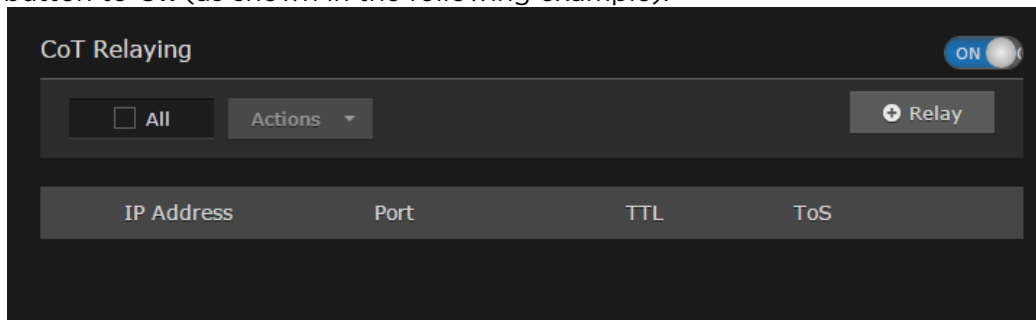 button to On (as shown in the following example).
CoT Relaying
ON
All
Actions
Relay
IP Address Port TTL ToS